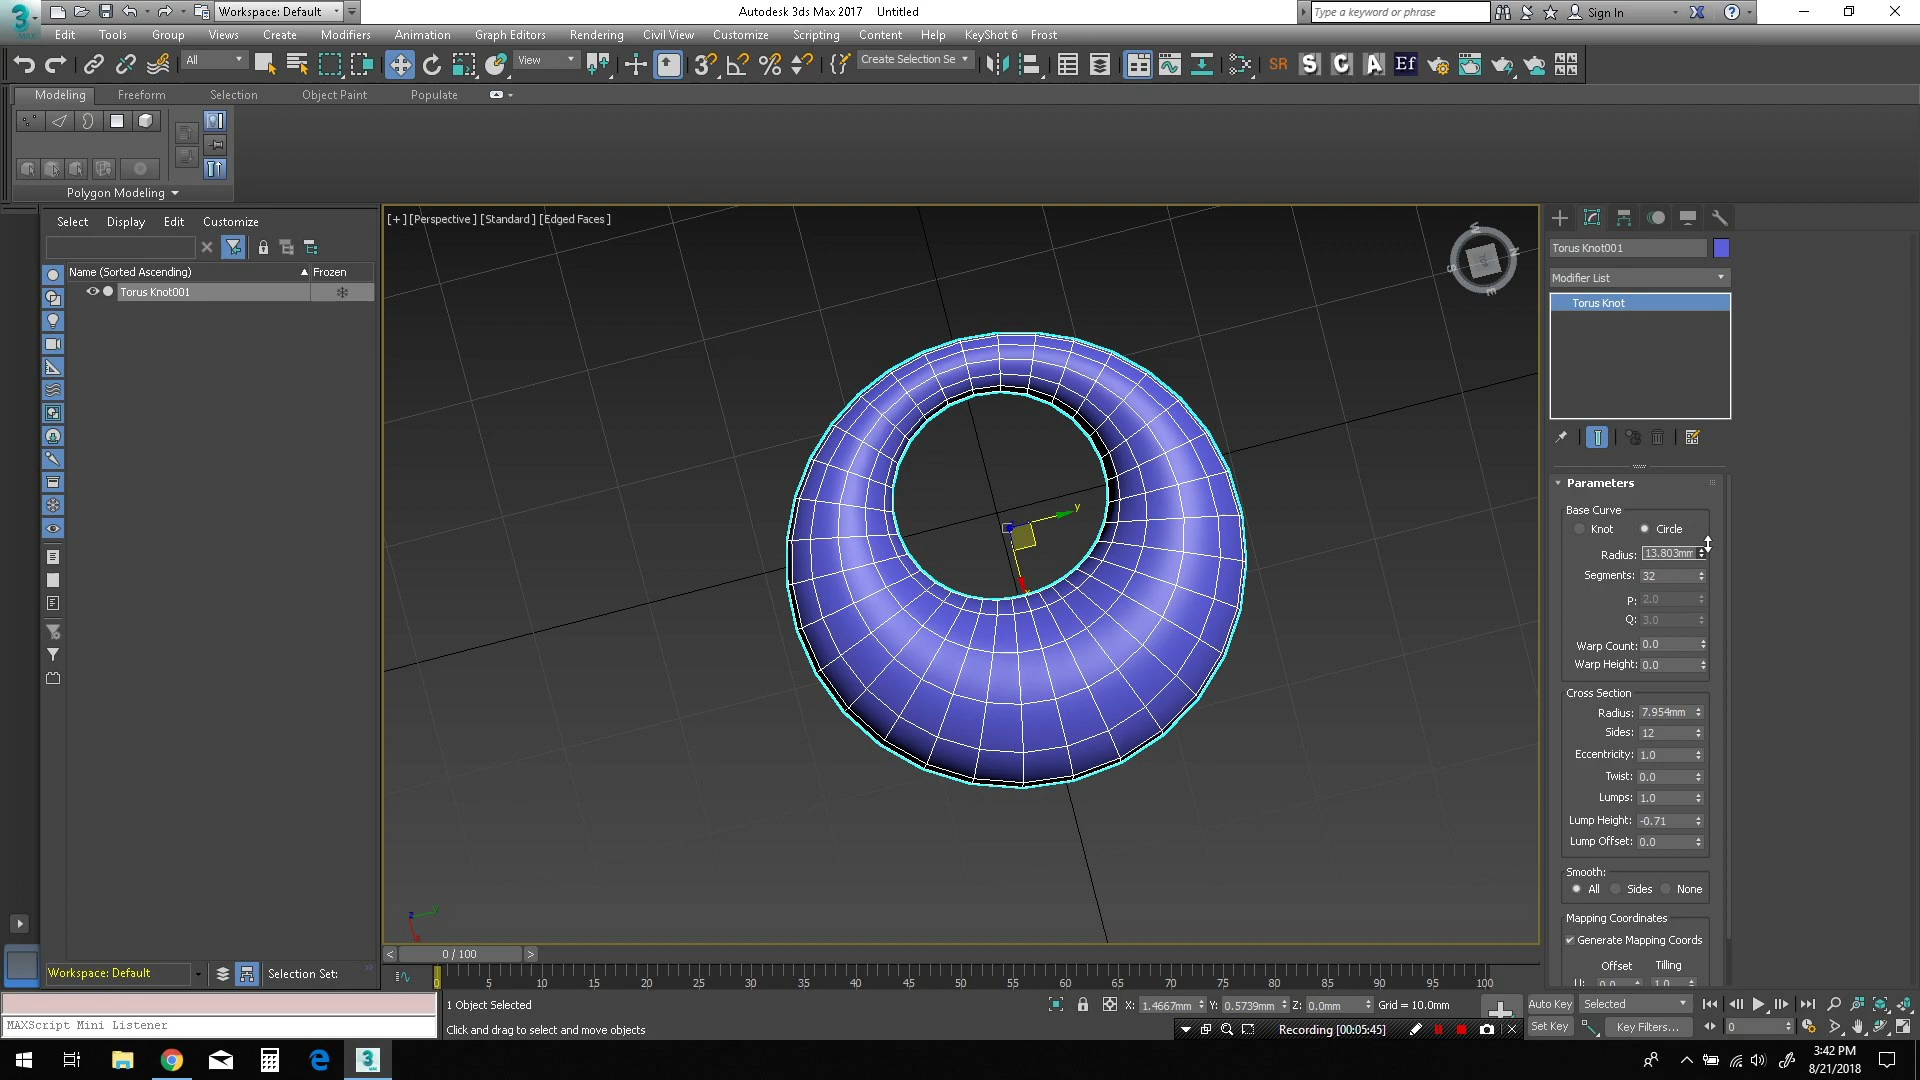 Workspace: Default
Autodesk 3ds Max 2017 Untitled
Type a keyword or phrase
Sign In
MAX
Edit Tools Group Views Create Modifiers Animation Graph Editors Rendering Civil View Customize Scripting Content Help KeyShot 6 Frost
All
View
Create Selection Se
SR S C A Ef
Modeling Freeform Selection Object Paint Populate
Polygon Modeling
Select Display Edit Customize
Name (Sorted Ascending) Frozen
Torus Knot001
[+] [Perspective ] [Standard ] [Edged Faces ]
y
Torus Knot001
Modifier List
Torus Knot
Parameters
Base Curve
Knot Circle
Radius: 13.803mm
Segments: 32
P: 2.0
Q: 3.0
Warp Count: 0.0
Warp Height: 0.0
Cross Section
Radius: 7.954mm
Sides: 12
Eccentricity: 1.0
Twist: 0.0
Lumps: 1.0
Lump Height: -0.71
Lump Offset: 0.0
Smooth:
All Sides None
Mapping Coordinates
Generate Mapping Coords
Offset Tiling
U: 0.0 1.0
< 0 / 100 >
Workspace: Default
Selection Set:
0 5 10 15 20 25 30 35 40 45 50 55 60 65 70 75 80 85 90 95 100
1 Object Selected
X: 1.4667mm Y: 0.5739mm Z: 0.0mm Grid = 10.0mm
Auto Key Selected
MAXScript Mini Listener
Click and drag to select and move objects
Recording [00:05:45]
Set Key Key Filters... 0
3:42 PM
8/21/2018